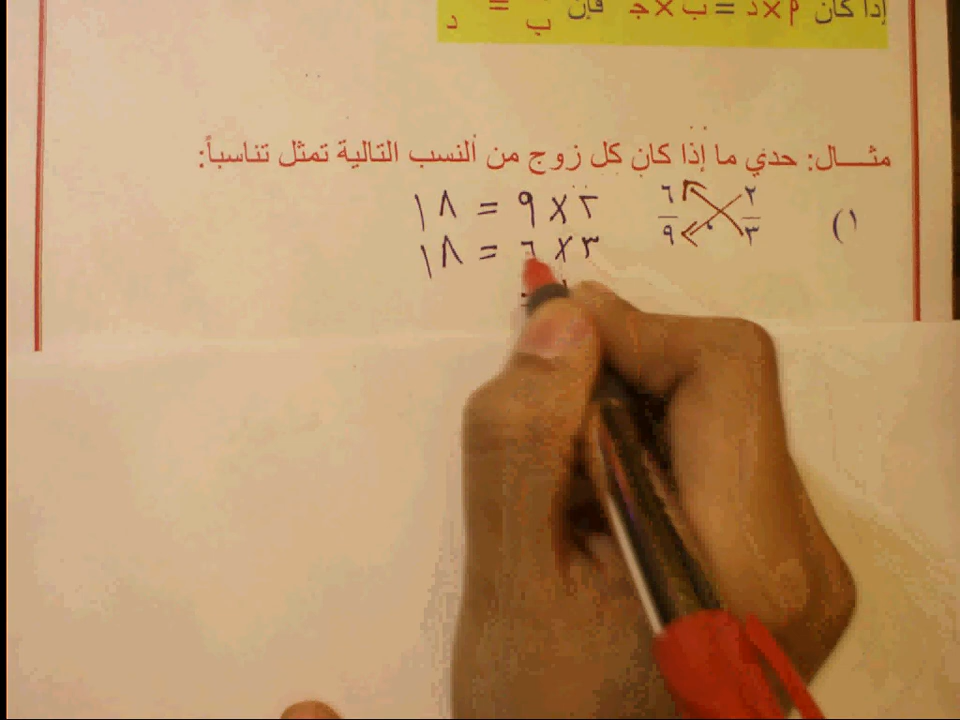 إذا كان أ × د = ب × جـ فإن ب = د
مثــــال: حددي ما إذا كان كل زوج من النسب التالية تمثل تناسباً:
١) ٢/٣ ٦/٩ ٢ × ٩ = ١٨
٣ × ٦ = ١٨